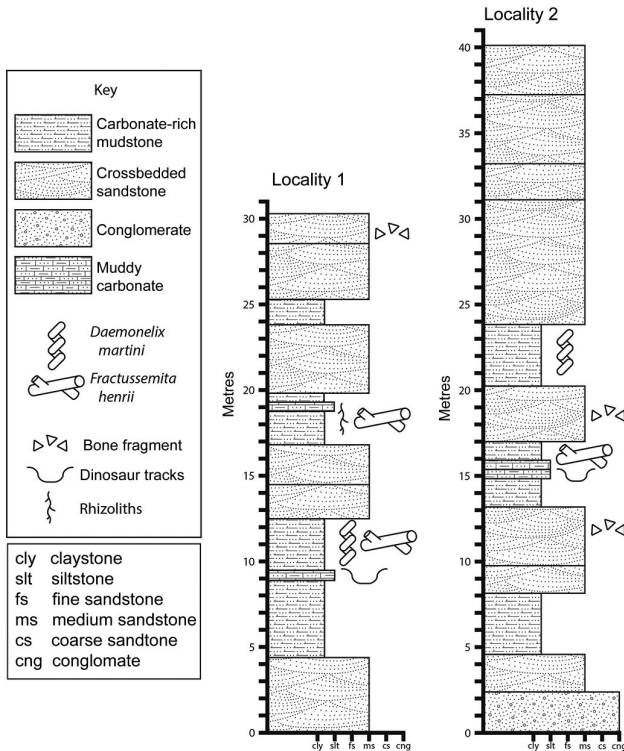 Key
Carbonate-rich
mudstone
Crossbedded
sandstone
Conglomerate
Muddy
carbonate
Daemonelix
martini
Fractussemita
henrii
Bone fragment
Dinosaur tracks
Rhizoliths
cly claystone
slt siltstone
fs fine sandstone
ms medium sandstone
cs coarse sandtone
cng conglomate
Locality 1
Metres
30
25
20
15
10
5
0
cly slt fs ms cs cng
Locality 2
Metres
40
35
30
25
20
15
10
5
0
cly slt fs ms cs cng